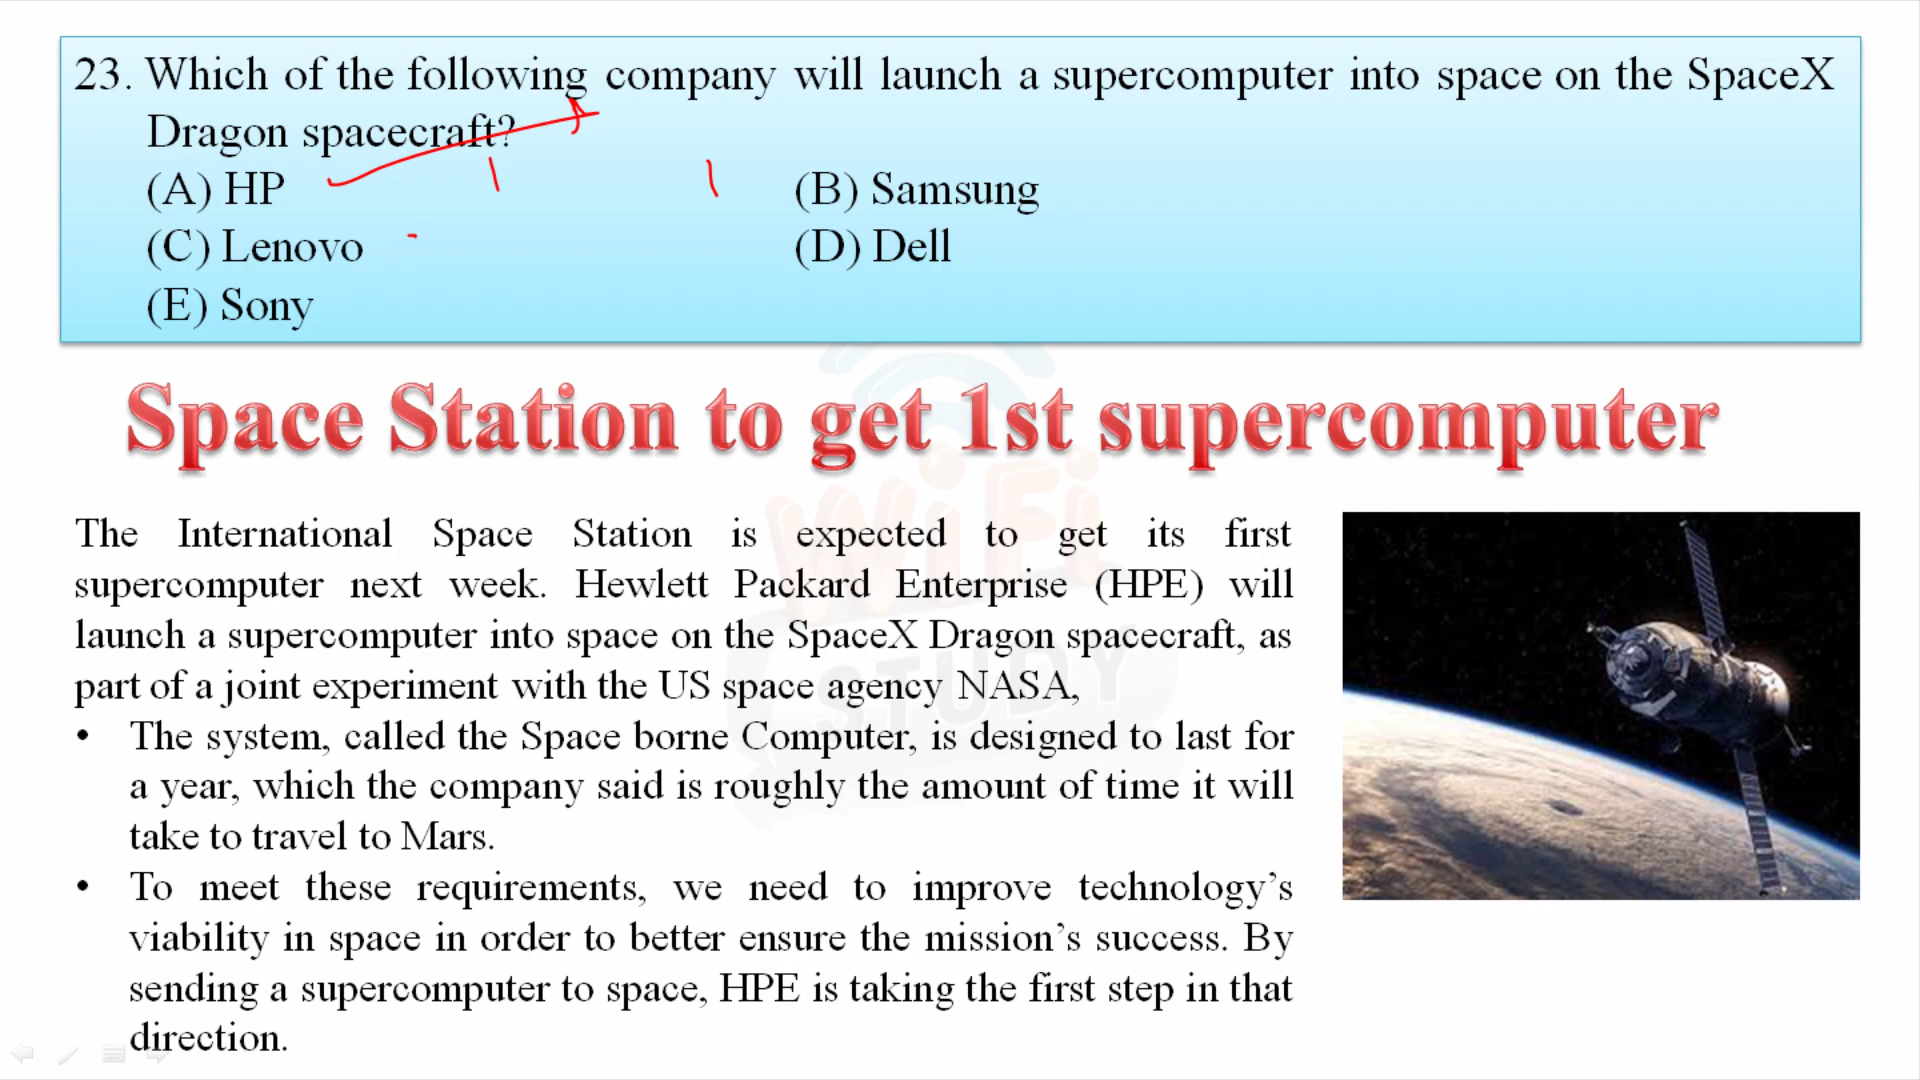 23. Which of the following company will launch a supercomputer into space on the SpaceX
Dragon spacecraft?
(A) HP (B) Samsung
(C) Lenovo (D) Dell
(E) Sony
Space Station to get 1st supercomputer
The International Space Station is expected to get its first
supercomputer next week. Hewlett Packard Enterprise (HPE) will
launch a supercomputer into space on the SpaceX Dragon spacecraft, as
part of a joint experiment with the US space agency NASA,
• The system, called the Space borne Computer, is designed to last for
a year, which the company said is roughly the amount of time it will
take to travel to Mars.
• To meet these requirements, we need to improve technology’s
viability in space in order to better ensure the mission’s success. By
sending a supercomputer to space, HPE is taking the first step in that
direction.
WiFi
STUDY